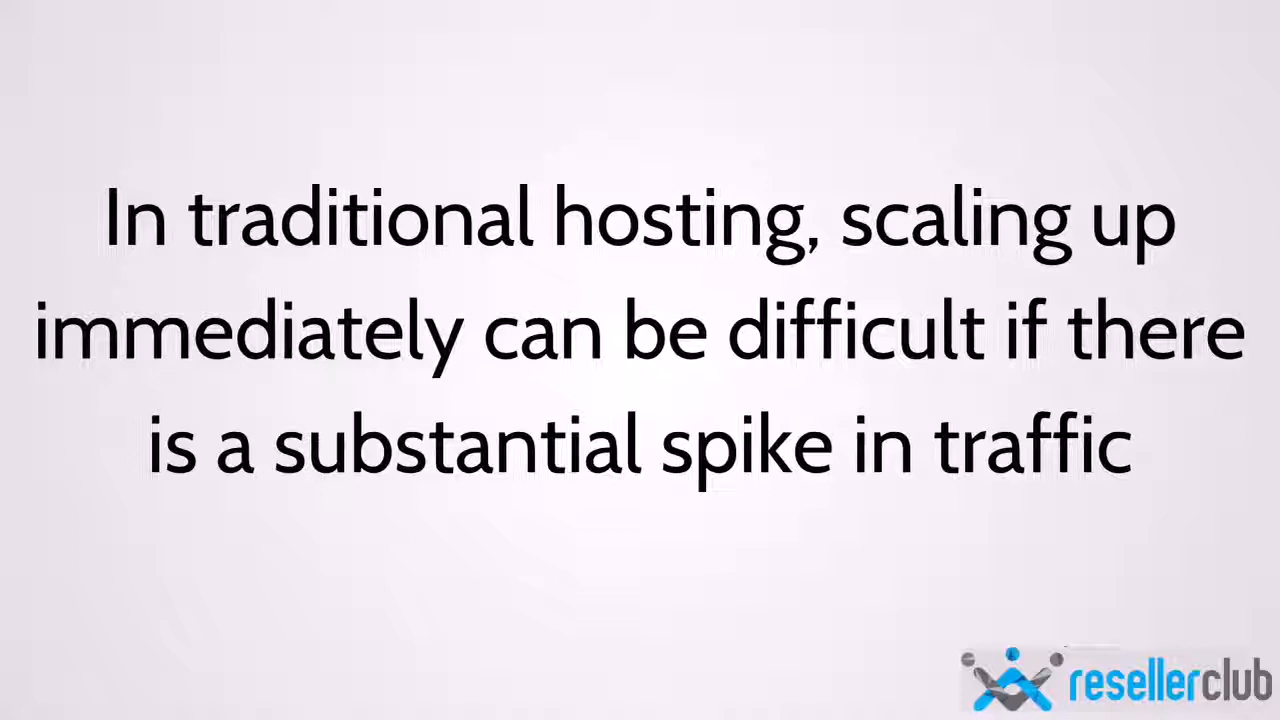 In traditional hosting, scaling up
immediately can be difficult if there
is a substantial spike in traffic
resellerclub